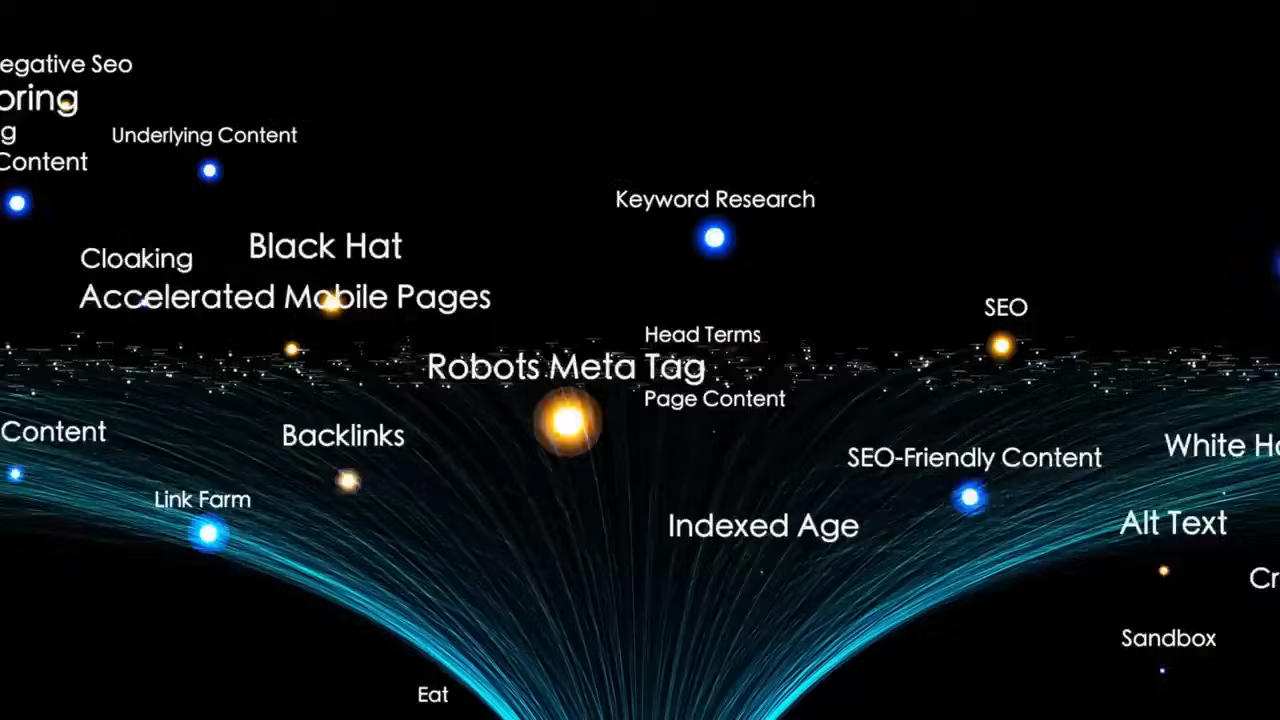 egative Seo
oring
g
Underlying Content
Content
Keyword Research
Black Hat
Cloaking
Accelerated Mobile Pages
SEO
Head Terms
Robots Meta Tag
Page Content
Content
Backlinks
White Ha
SEO-Friendly Content
Link Farm
Alt Text
Indexed Age
Cr
Sandbox
Eat